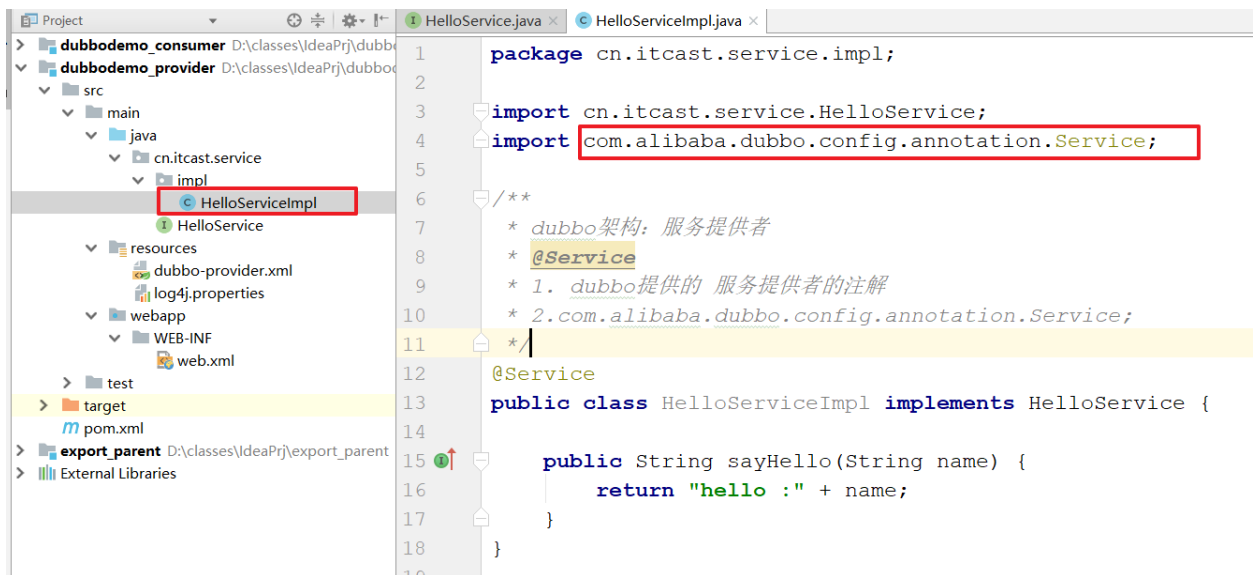 Project
dubbodemo_consumer D:\classes\IdeaPrj\dubb
dubbodemo_provider D:\classes\IdeaPrj\dubbo
src
main
java
cn.itcast.service
impl
HelloServiceImpl
HelloService
resources
dubbo-provider.xml
log4j.properties
webapp
WEB-INF
web.xml
test
target
pom.xml
export_parent D:\classes\IdeaPrj\export_parent
External Libraries
HelloService.java HelloServiceImpl.java
1 package cn.itcast.service.impl;
2
3 import cn.itcast.service.HelloService;
4 import com.alibaba.dubbo.config.annotation.Service;
5
6 /**
7 * dubbo架构：服务提供者
8 * @Service
9 * 1. dubbo提供的 服务提供者的注解
10 * 2.com.alibaba.dubbo.config.annotation.Service;
11 */
12 @Service
13 public class HelloServiceImpl implements HelloService {
14
15 public String sayHello(String name) {
16 return "hello :" + name;
17 }
18 }